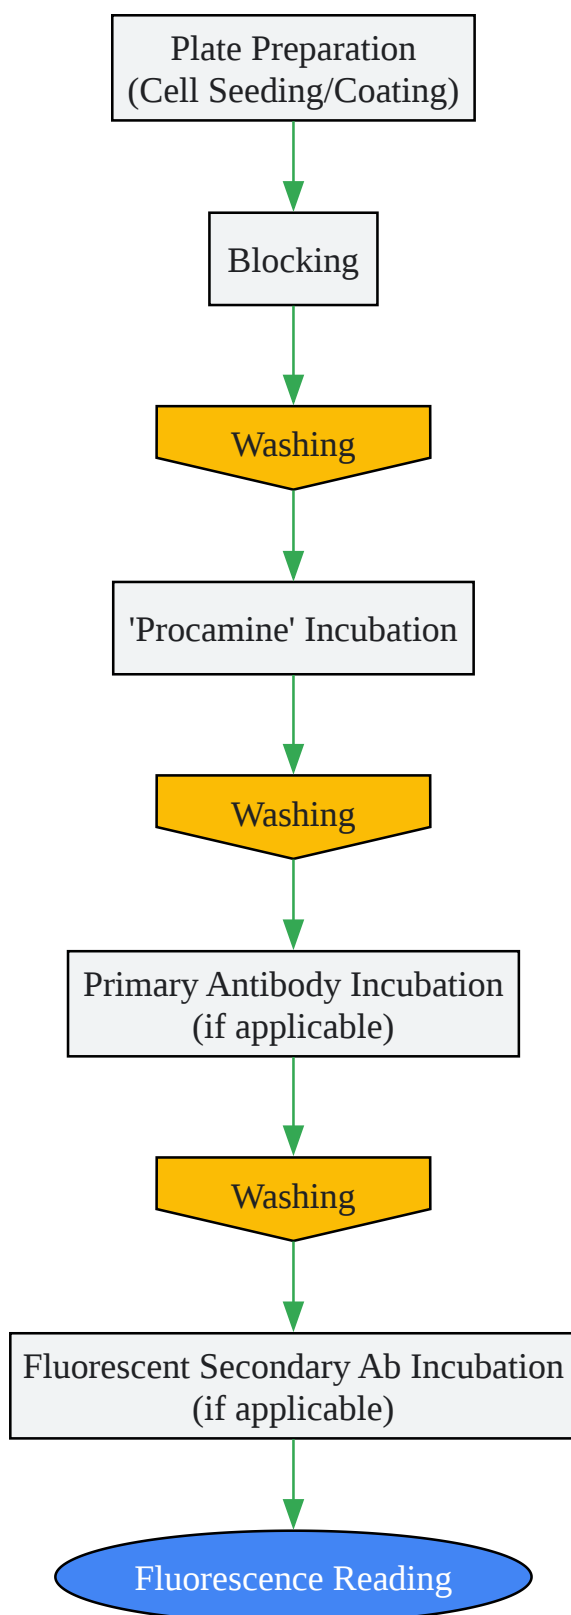 Plate Preparation
(Cell Seeding/Coating)
Blocking
Washing
'Procamine' Incubation
Washing
Primary Antibody Incubation
(if applicable)
Washing
Fluorescent Secondary Ab Incubation
(if applicable)
Fluorescence Reading